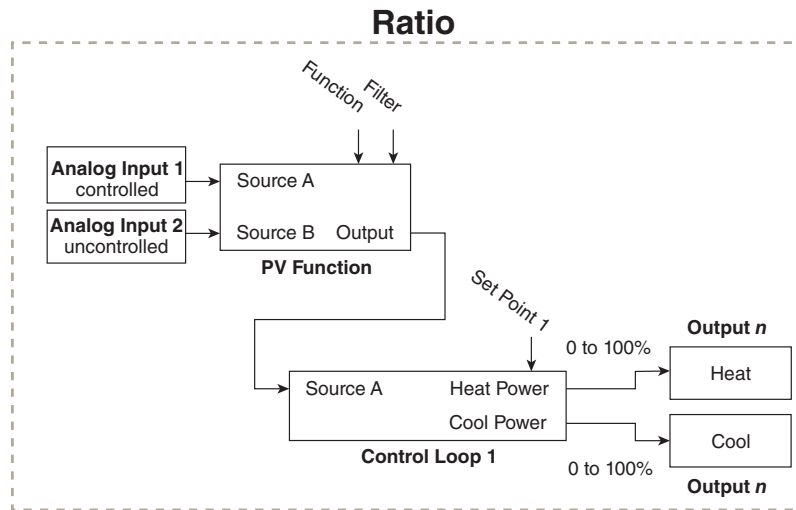 Ratio
Function
Filter
Analog Input 1
controlled
Source A
Analog Input 2
uncontrolled
Source B Output
PV Function
Set Point 1
Output n
0 to 100%
Heat
Source A Heat Power
Cool Power
Cool
Control Loop 1
0 to 100%
Output n